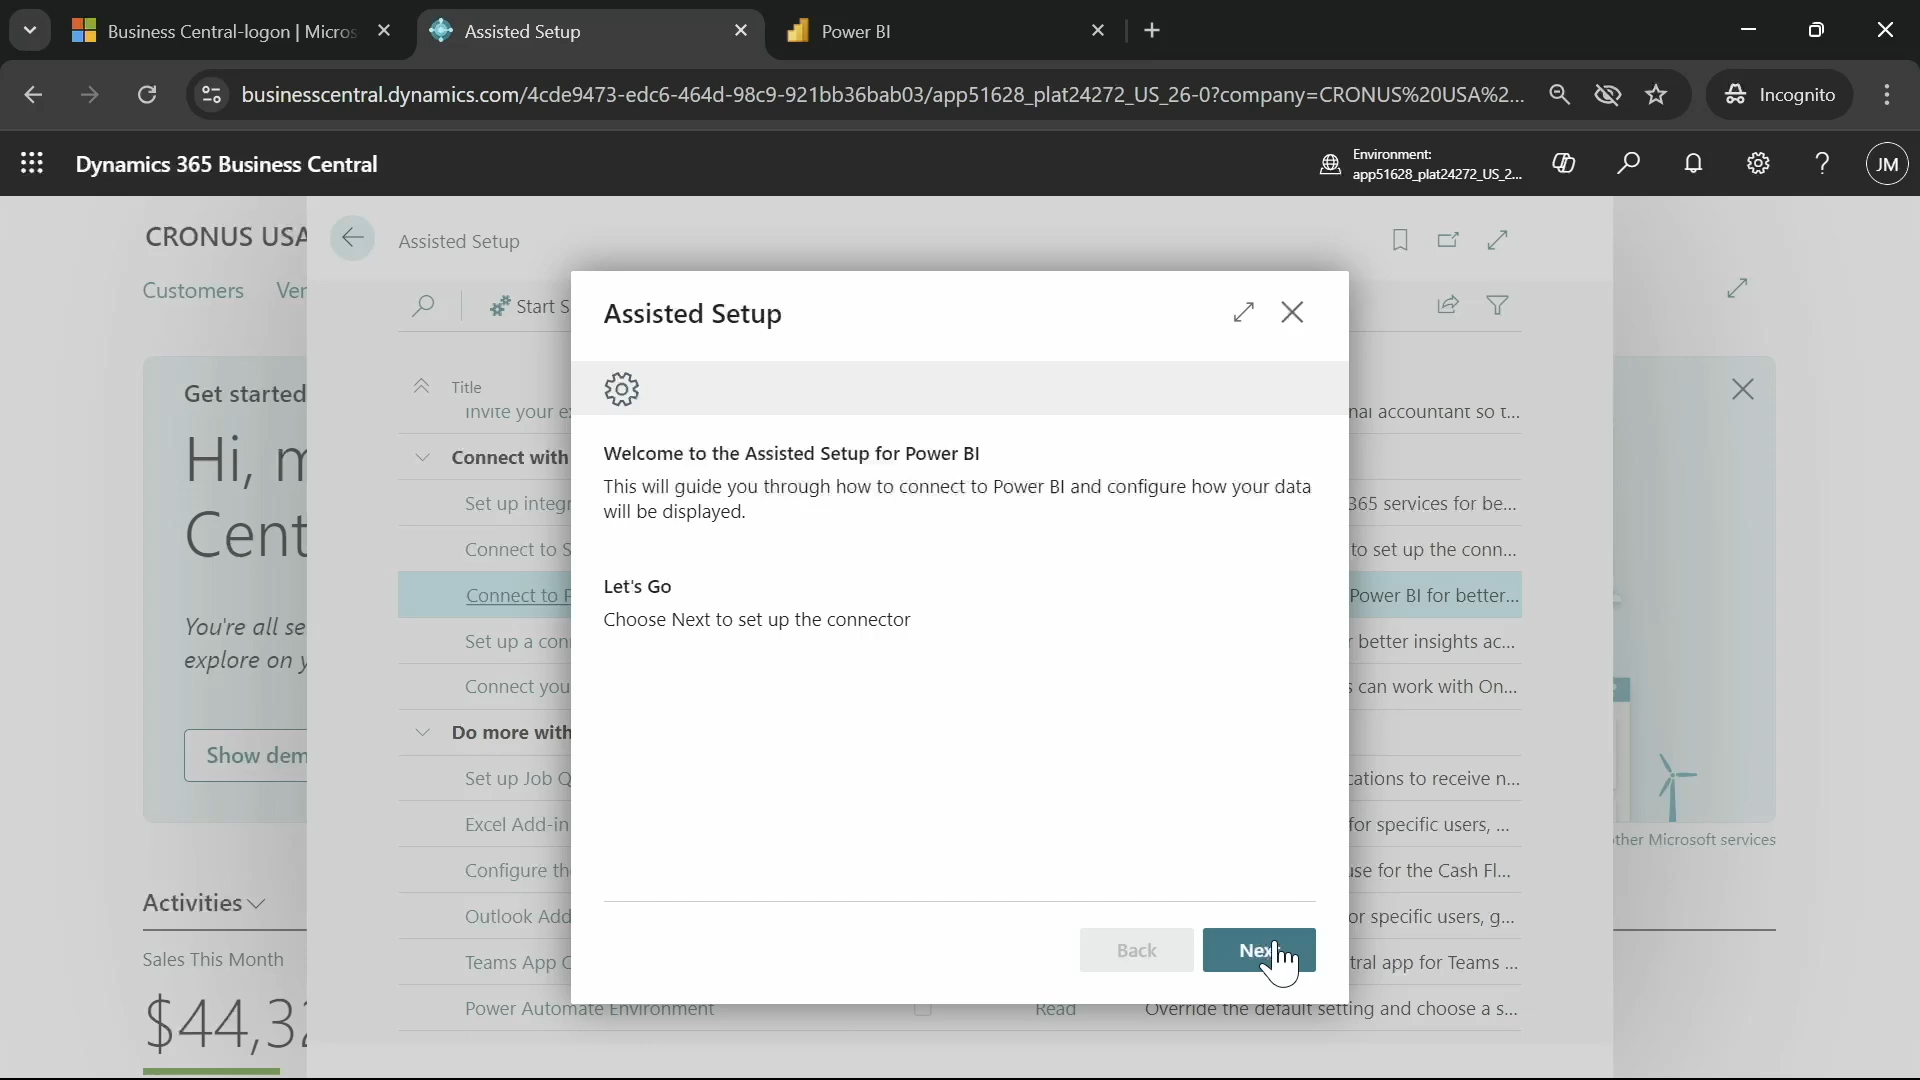 Business Central-logon | Micros
Assisted Setup
Power BI
businesscentral.dynamics.com/4cde9473-edc6-464d-98c9-921bb36bab03/app51628_plat24272_US_26-0?company=CRONUS%20USA%2...
Incognito
Dynamics 365 Business Central
Environment:
app51628_plat24272_US_2...
JM
CRONUS USA
Assisted Setup
Customers
Start S
Assisted Setup
Get started
Title
Invite your e
nal accountant so t...
Hi,
Connect with
Welcome to the Assisted Setup for Power BI
This will guide you through how to connect to Power BI and configure how your data
will be displayed.
Set up integr
365 services for be...
Cent
Connect to S
to set up the conn...
Let's Go
Connect to P
Power BI for better...
Choose Next to set up the connector
You're all se
Set up a con
r better insights ac...
explore on y
Connect you
s can work with On...
Do more with
Show dem
Set up Job Q
cations to receive n...
Excel Add-in
for specific users, ...
ther Microsoft services
Configure th
use for the Cash Fl...
Activities
Outlook Add
or specific users, g...
Back
Sales This Month
Teams App C
tral app for Teams ...
$44,32
Power Automate Environment
Read
Override the default setting and choose a s...